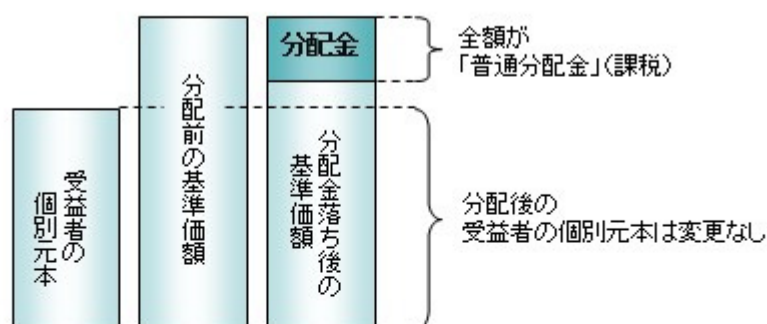 受益者の
個別元本
分配前の基準価額
分配金
分配金落ち後の
基準価額
全額が
「普通分配金」(課税)
分配後の
受益者の個別元本は変更なし